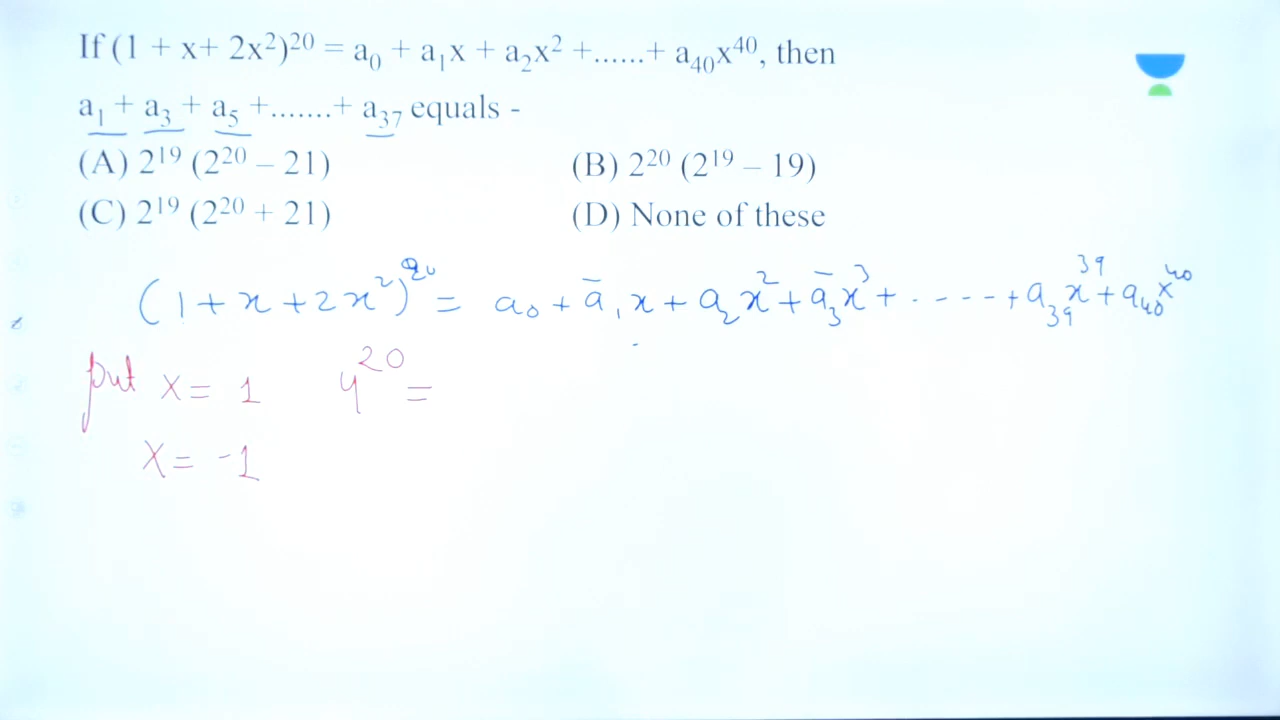 If (1 + x+ 2x²)²⁰ = a₀ + a₁x + a₂x² +......+ a₄₀x⁴⁰, then
a₁ + a₃ + a₅ +.......+ a₃₇ equals -
(A) 2¹⁹ (2²⁰ – 21) (B) 2²⁰ (2¹⁹ – 19)
(C) 2¹⁹ (2²⁰ + 21) (D) None of these
(1 + x + 2x²)²⁰ = a₀ + a₁x + a₂x² + a₃x³ + ...... + a₃₉x³⁹ + a₄₀x⁴⁰
put x = 1 4²⁰ =
x = -1